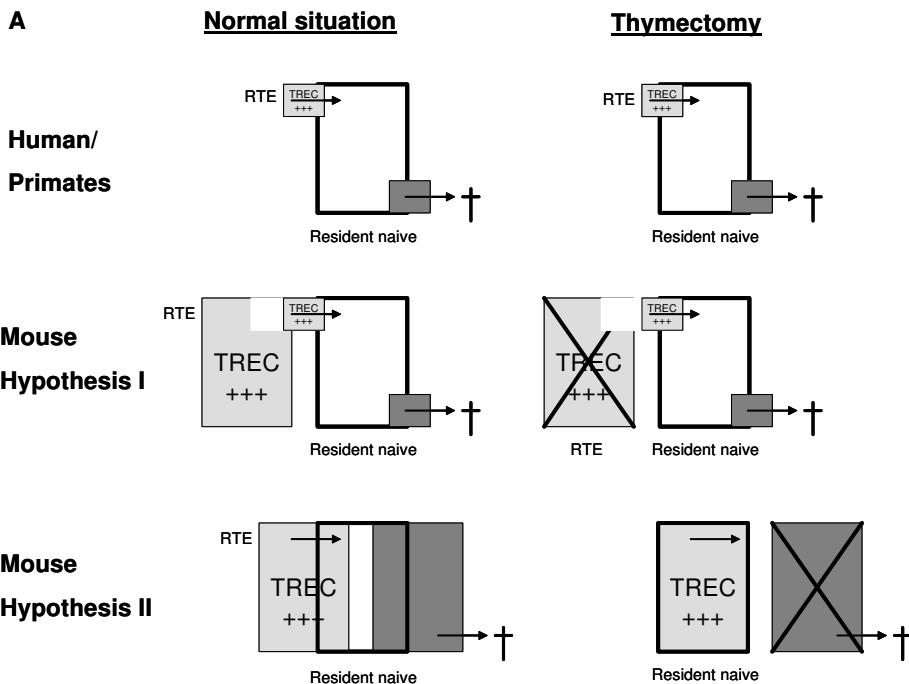 A
Normal situation
Thymectomy
Human/
Primates
RTE
TREC
+++
Resident naive
RTE
TREC
+++
Resident naive
Mouse
Hypothesis I
RTE
TREC
+++
TREC
+++
Resident naive
TREC
+++
RTE
TREC
+++
Resident naive
Mouse
Hypothesis II
RTE
TREC
+++
Resident naive
TREC
+++
Resident naive